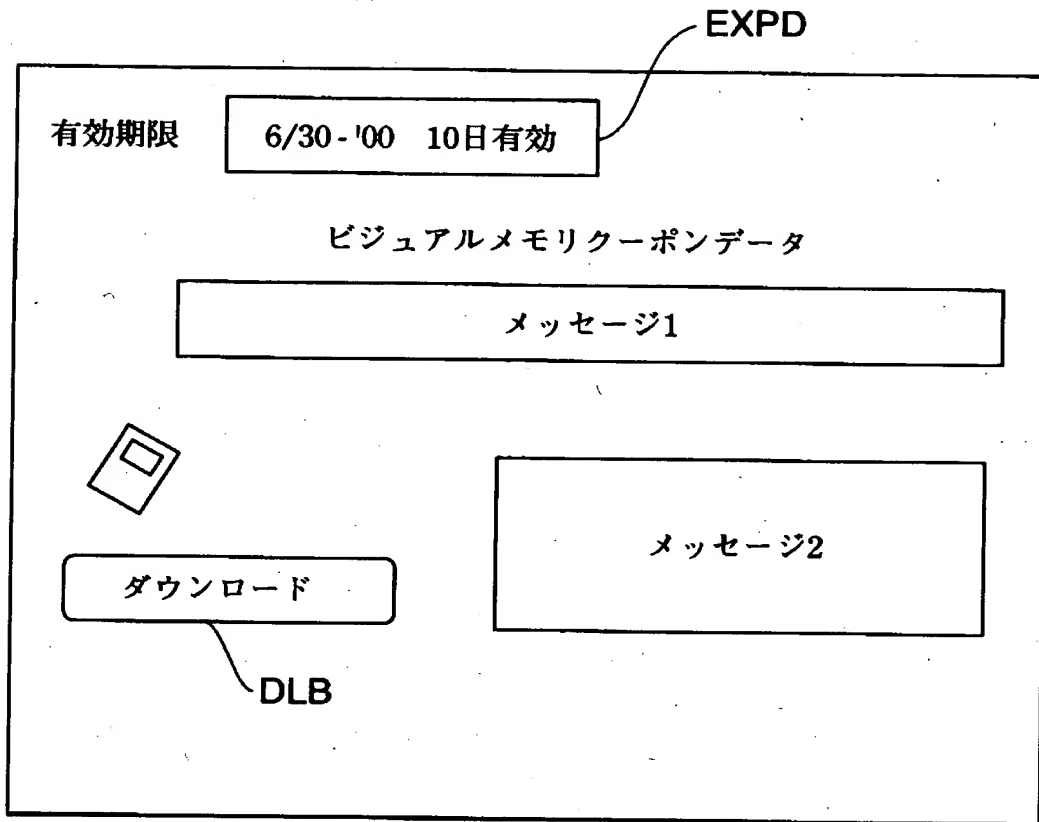 EXPD
有効期限 6/30-'00 10日有効
ビジュアルメモリクーポンデータ
メッセージ1
メッセージ2
ダウンロード
DLB